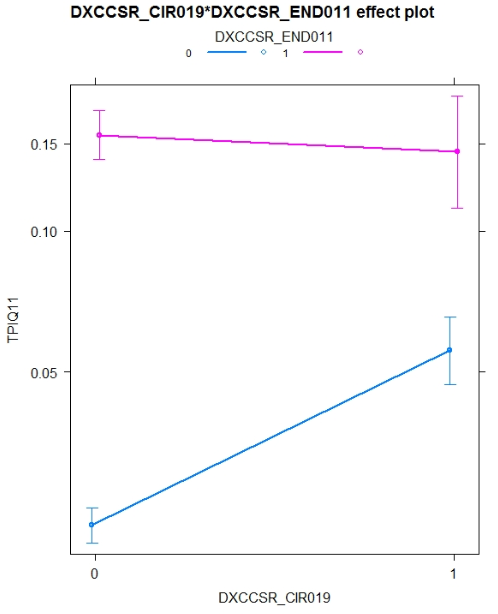 DXCCSR_CIR019*DXCCSR_END011 effect plot
DXCCSR_END011
0 1
0.15
0.10
TPIQ11
0.05
0 1
DXCCSR_CIR019